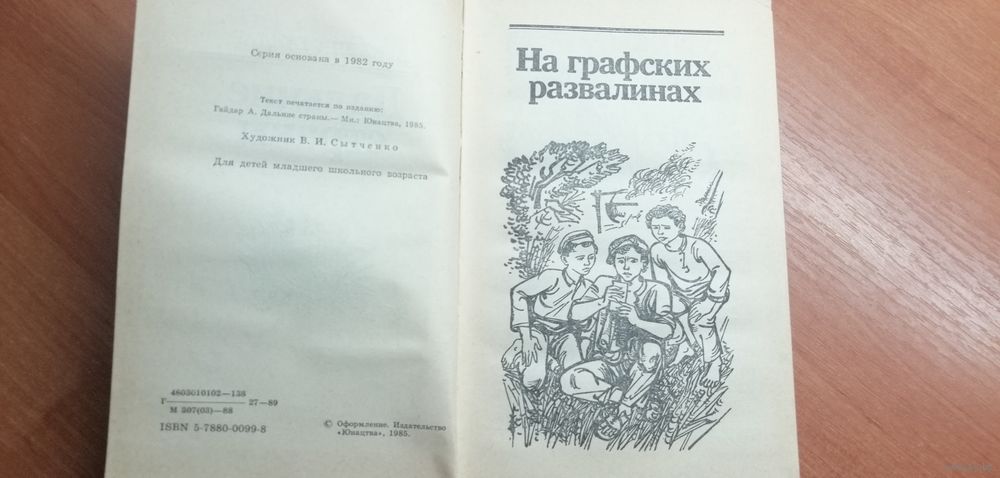 Серия основана в 1982 году
Текст печатается по изданию:
Гайдар А. Дальние страны.— Мн.: Юнацтва, 1985.
Художник В. И. Сытченко
Для детей младшего школьного возраста
4803010102—138
Г 27—89
М 307(03)—88
ISBN 5-7880-0099-8
© Оформление. Издательство
«Юнацтва», 1985.
На графских
развалинах